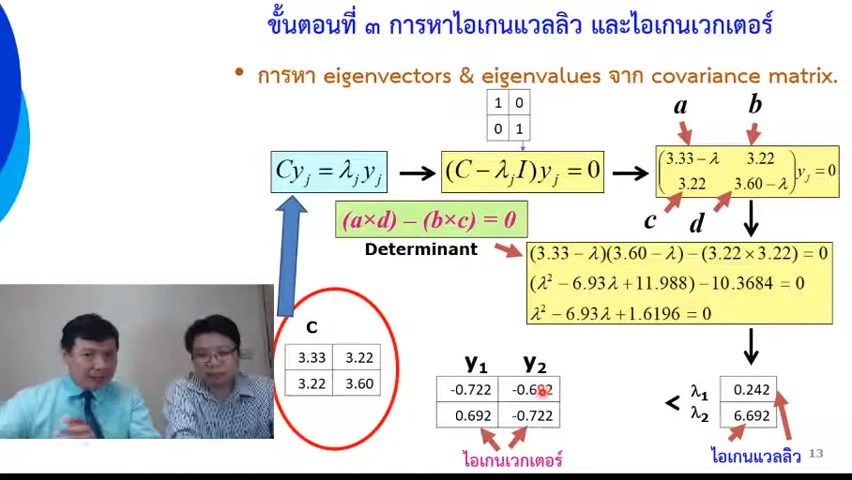 ขั้นตอนที่ ๓ การหาไอเกนแวลลิว และไอเกนเวกเตอร์
• การหา eigenvectors & eigenvalues จาก covariance matrix.
1 0
0 1
a b
Cyⱼ = λⱼyⱼ
(C − λⱼI)yⱼ = 0
(3.33 − λ 3.22
3.22 3.60 − λ)yⱼ = 0
c d
(a×d) − (b×c) = 0
Determinant
(3.33 − λ)(3.60 − λ) − (3.22 × 3.22) = 0
(λ² − 6.93λ + 11.988) − 10.3684 = 0
λ² − 6.93λ + 1.6196 = 0
C
3.33 3.22
3.22 3.60
y₁ y₂
-0.722 -0.692
0.692 -0.722
ไอเกนเวกเตอร์
<
λ₁ 0.242
λ₂ 6.692
ไอเกนแวลลิว
13